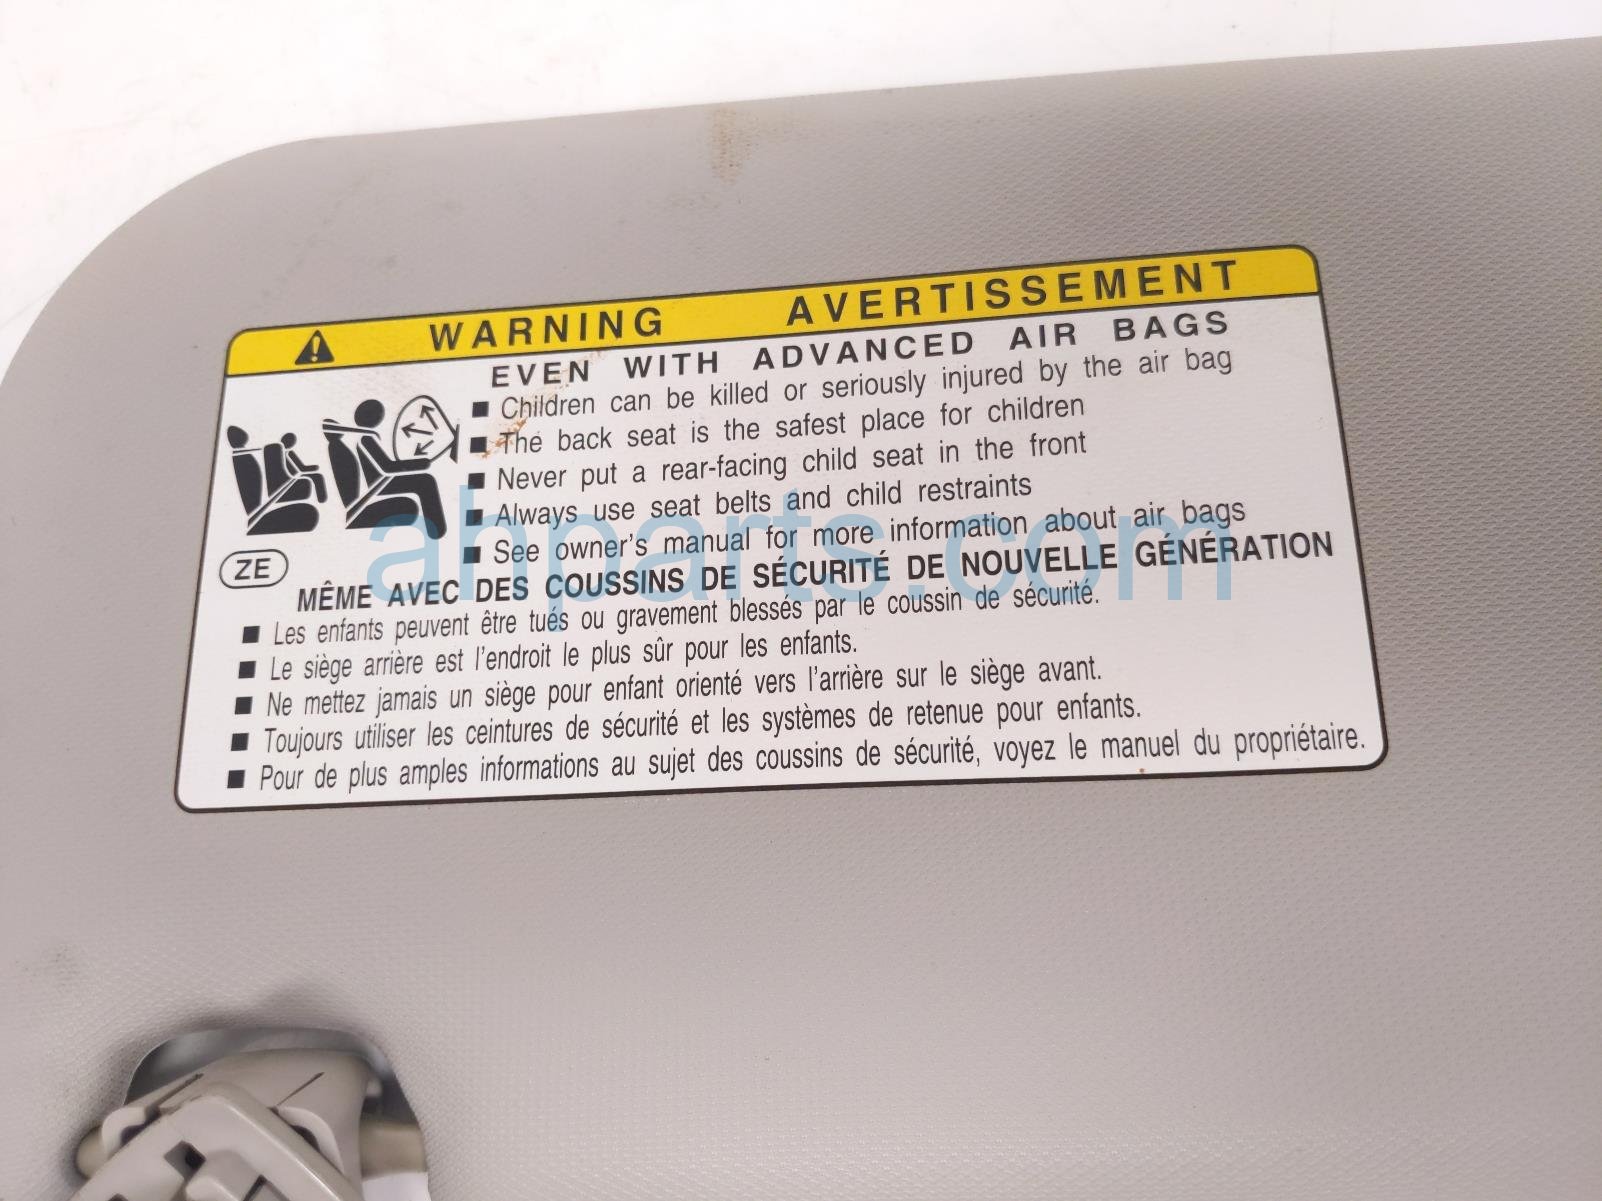 WARNING AVERTISSEMENT
EVEN WITH ADVANCED AIR BAGS
■ Children can be killed or seriously injured by the air bag
■ The back seat is the safest place for children
■ Never put a rear-facing child seat in the front
■ Always use seat belts and child restraints
■ See owner's manual for more information about air bags
ZE
MÊME AVEC DES COUSSINS DE SÉCURITÉ DE NOUVELLE GÉNÉRATION
■ Les enfants peuvent être tués ou gravement blessés par le coussin de sécurité.
■ Le siège arrière est l'endroit le plus sûr pour les enfants.
■ Ne mettez jamais un siège pour enfant orienté vers l'arrière sur le siège avant.
■ Toujours utiliser les ceintures de sécurité et les systèmes de retenue pour enfants.
■ Pour de plus amples informations au sujet des coussins de sécurité, voyez le manuel du propriétaire.
ahparts.com